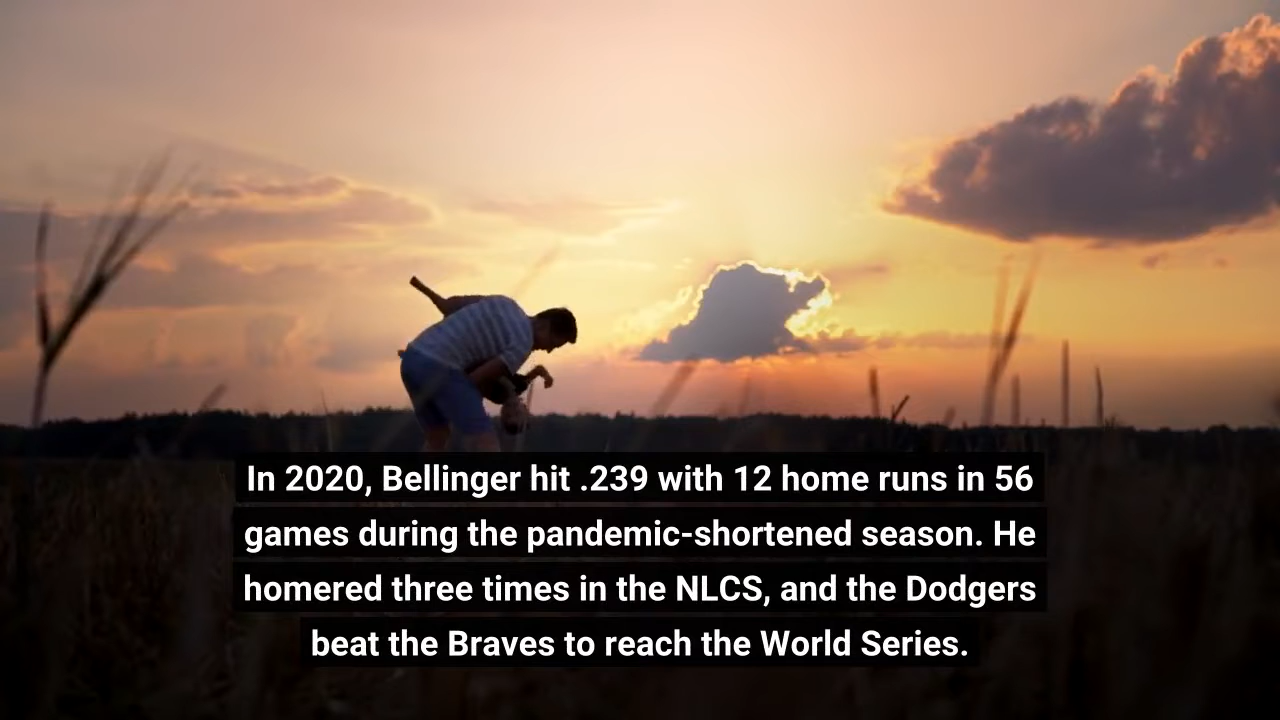 In 2020, Bellinger hit .239 with 12 home runs in 56
games during the pandemic-shortened season. He
homered three times in the NLCS, and the Dodgers
beat the Braves to reach the World Series.